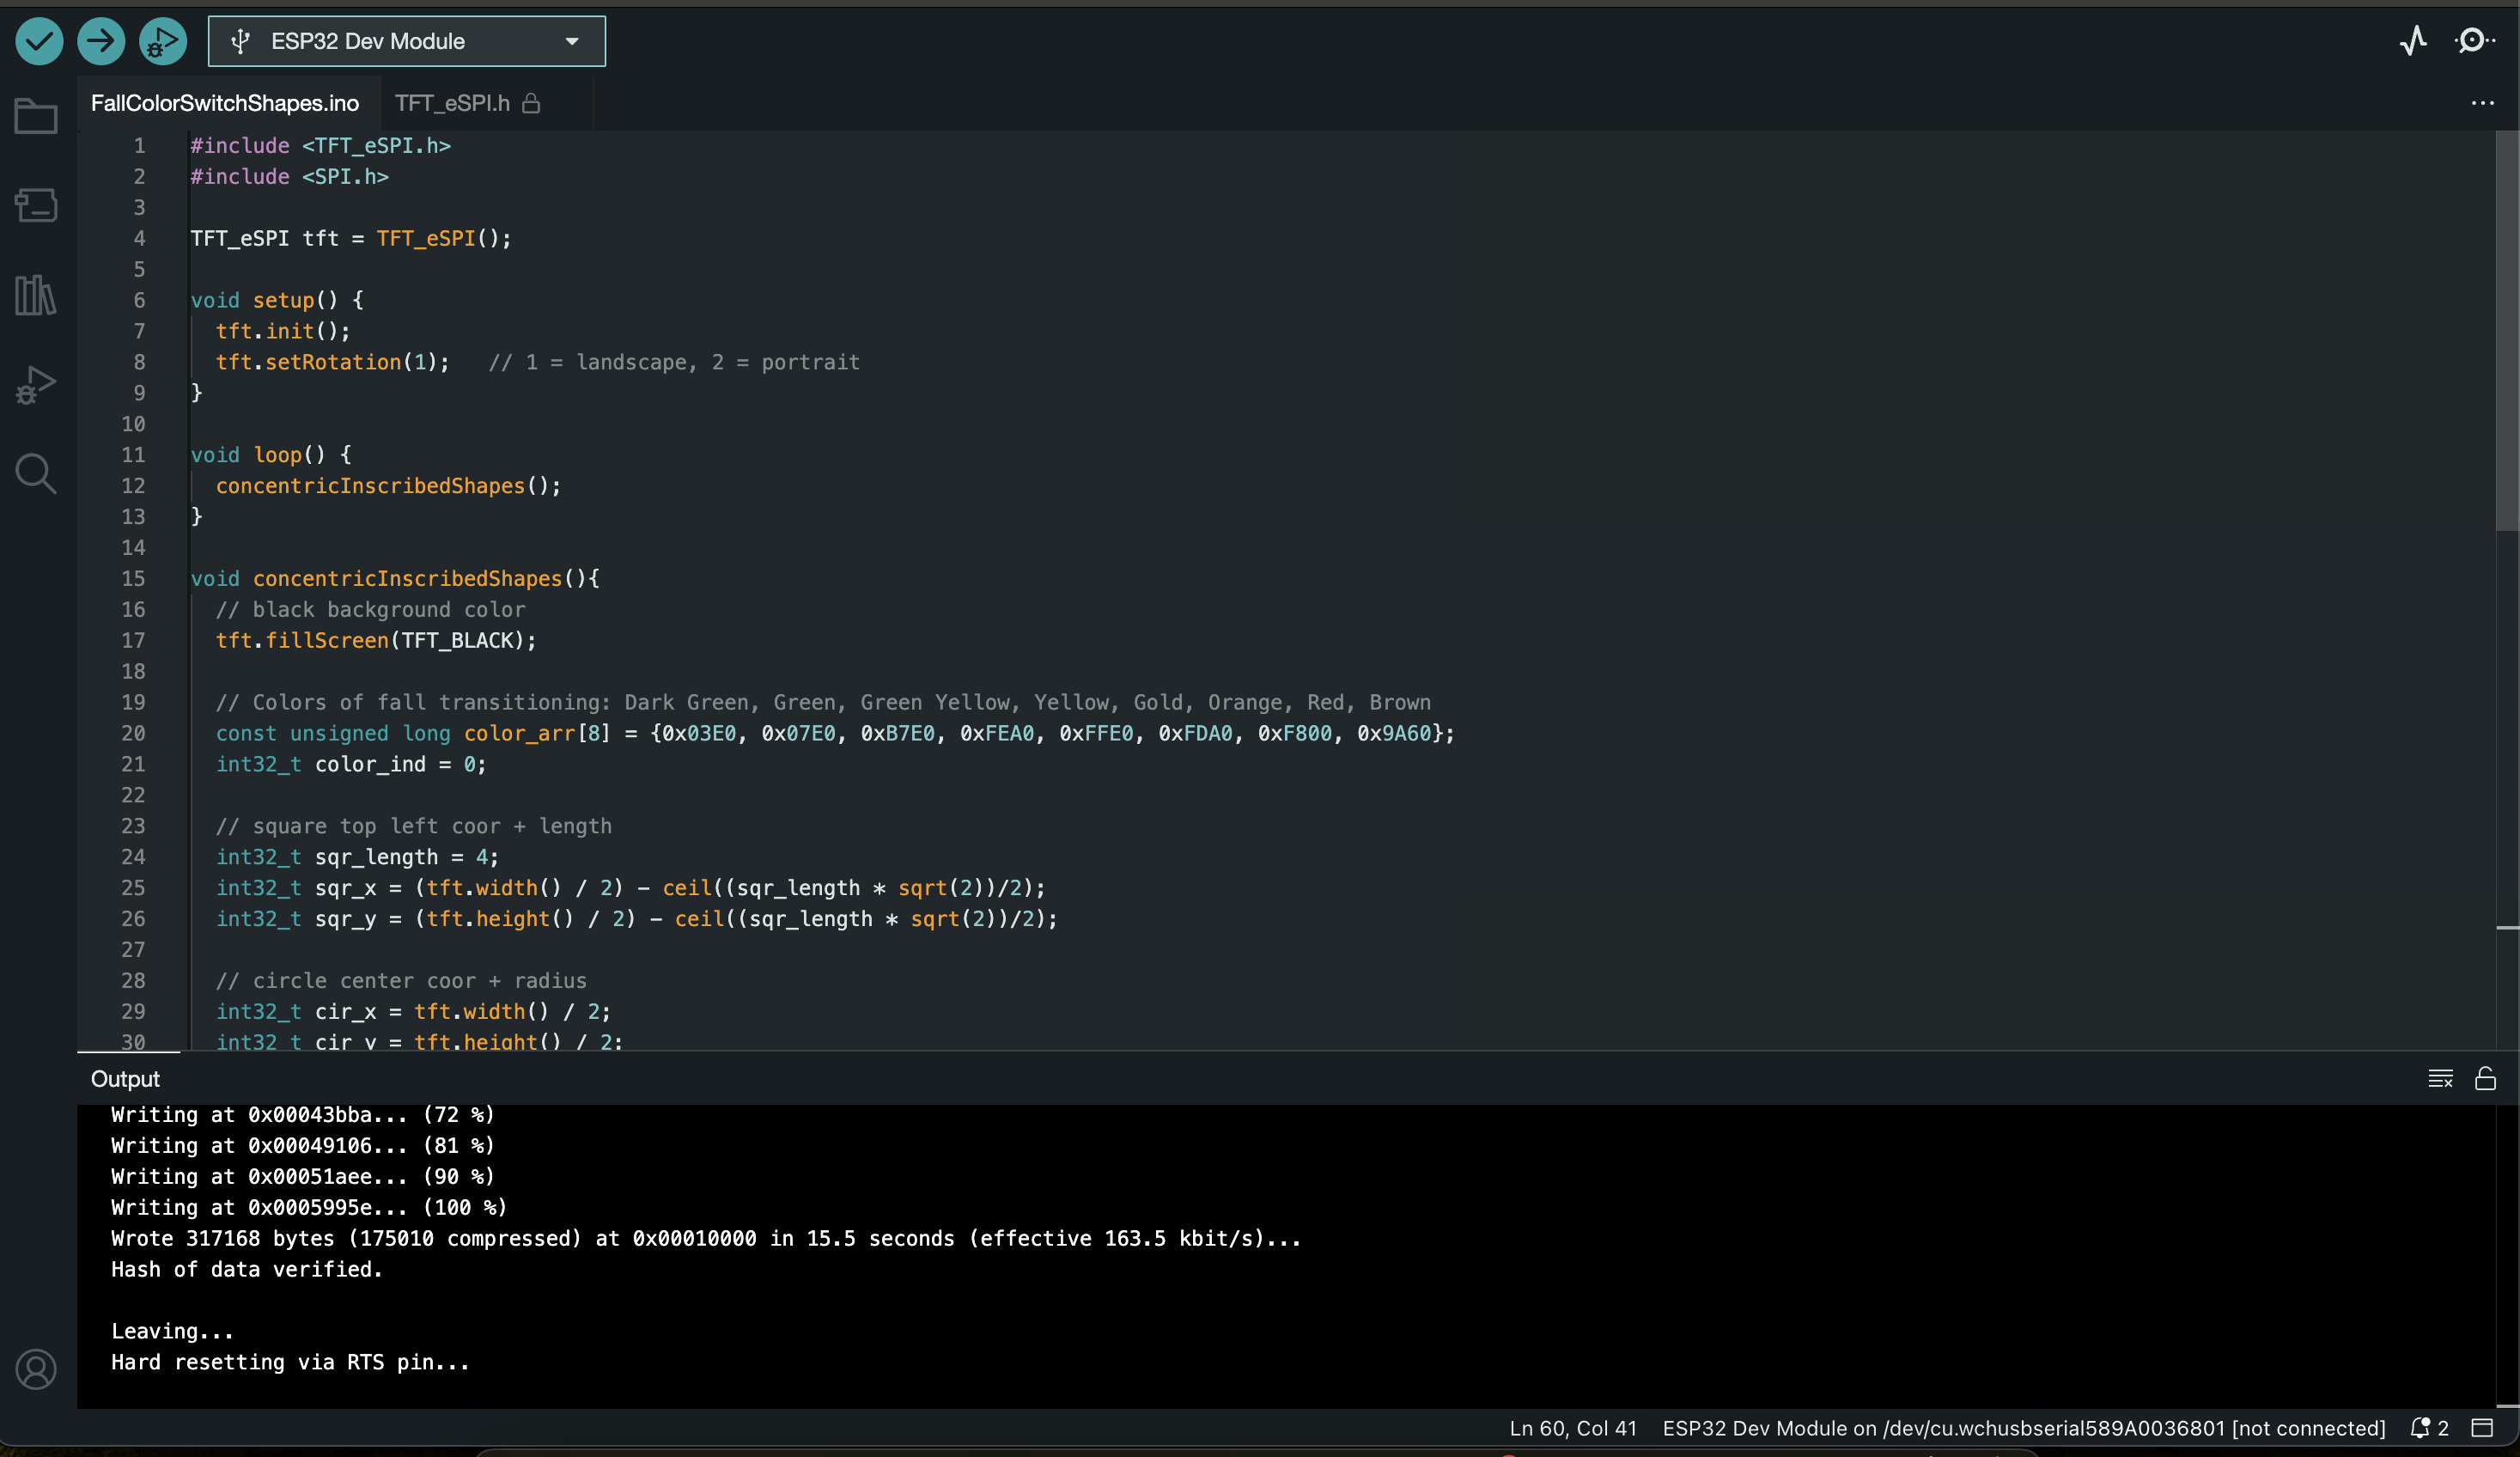 ESP32 Dev Module
FallColorSwitchShapes.ino
TFT_eSPI.h
1 #include <TFT_eSPI.h>
2 #include <SPI.h>
3
4 TFT_eSPI tft = TFT_eSPI();
5
6 void setup() {
7   tft.init();
8   tft.setRotation(1);   // 1 = landscape, 2 = portrait
9 }
10
11 void loop() {
12   concentricInscribedShapes();
13 }
14
15 void concentricInscribedShapes(){
16   // black background color
17   tft.fillScreen(TFT_BLACK);
18
19   // Colors of fall transitioning: Dark Green, Green, Green Yellow, Yellow, Gold, Orange, Red, Brown
20   const unsigned long color_arr[8] = {0x03E0, 0x07E0, 0xB7E0, 0xFEA0, 0xFFE0, 0xFDA0, 0xF800, 0x9A60};
21   int32_t color_ind = 0;
22
23   // square top left coor + length
24   int32_t sqr_length = 4;
25   int32_t sqr_x = (tft.width() / 2) - ceil((sqr_length * sqrt(2))/2);
26   int32_t sqr_y = (tft.height() / 2) - ceil((sqr_length * sqrt(2))/2);
27
28   // circle center coor + radius
29   int32_t cir_x = tft.width() / 2;
30   int32_t cir_y = tft.height() / 2;
Output
Writing at 0x00043bba... (72 %)
Writing at 0x00049106... (81 %)
Writing at 0x00051aee... (90 %)
Writing at 0x0005995e... (100 %)
Wrote 317168 bytes (175010 compressed) at 0x00010000 in 15.5 seconds (effective 163.5 kbit/s)...
Hash of data verified.
Leaving...
Hard resetting via RTS pin...
Ln 60, Col 41 ESP32 Dev Module on /dev/cu.wchusbserial589A0036801 [not connected] 2